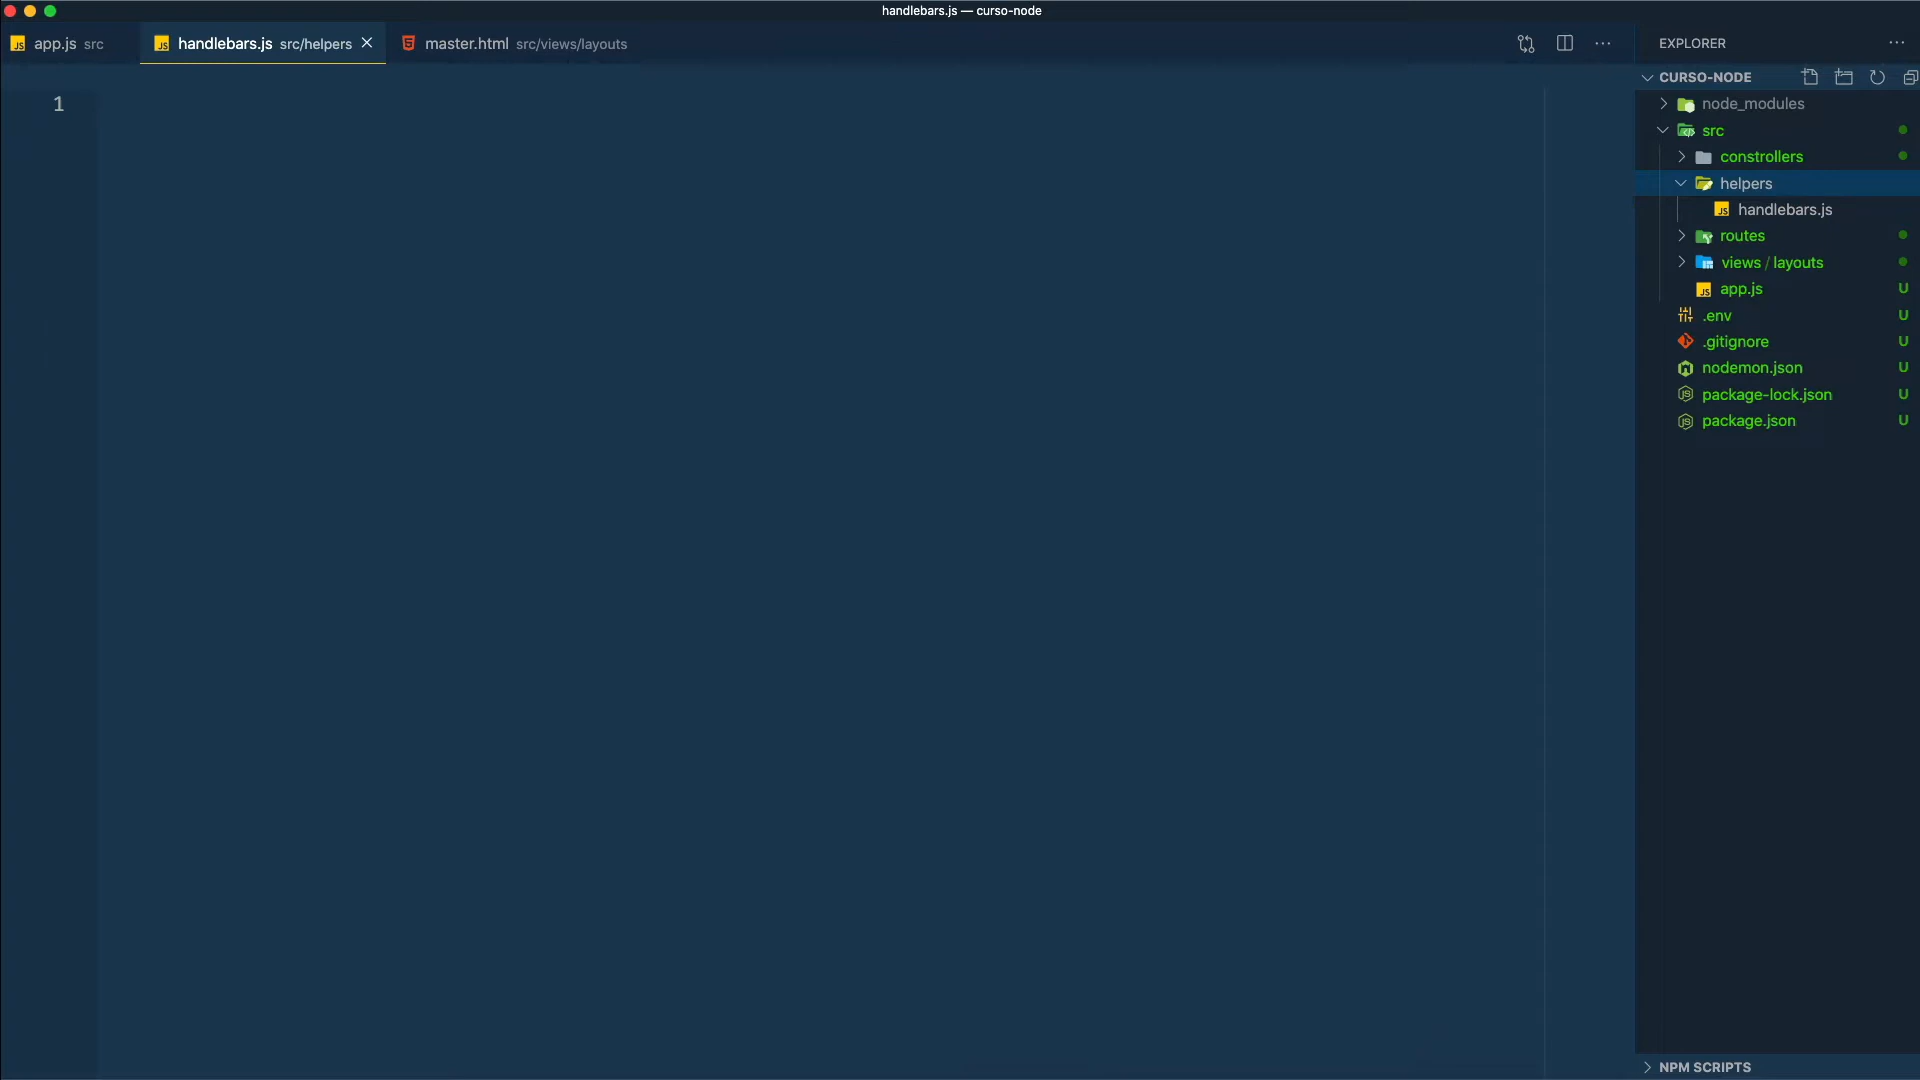 handlebars.js — curso-node
app.js src
handlebars.js src/helpers
master.html src/views/layouts
EXPLORER
CURSO-NODE
1
node_modules
src
constrollers
helpers
handlebars.js
routes
views / layouts
app.js U
.env U
.gitignore U
nodemon.json U
package-lock.json U
package.json U
NPM SCRIPTS